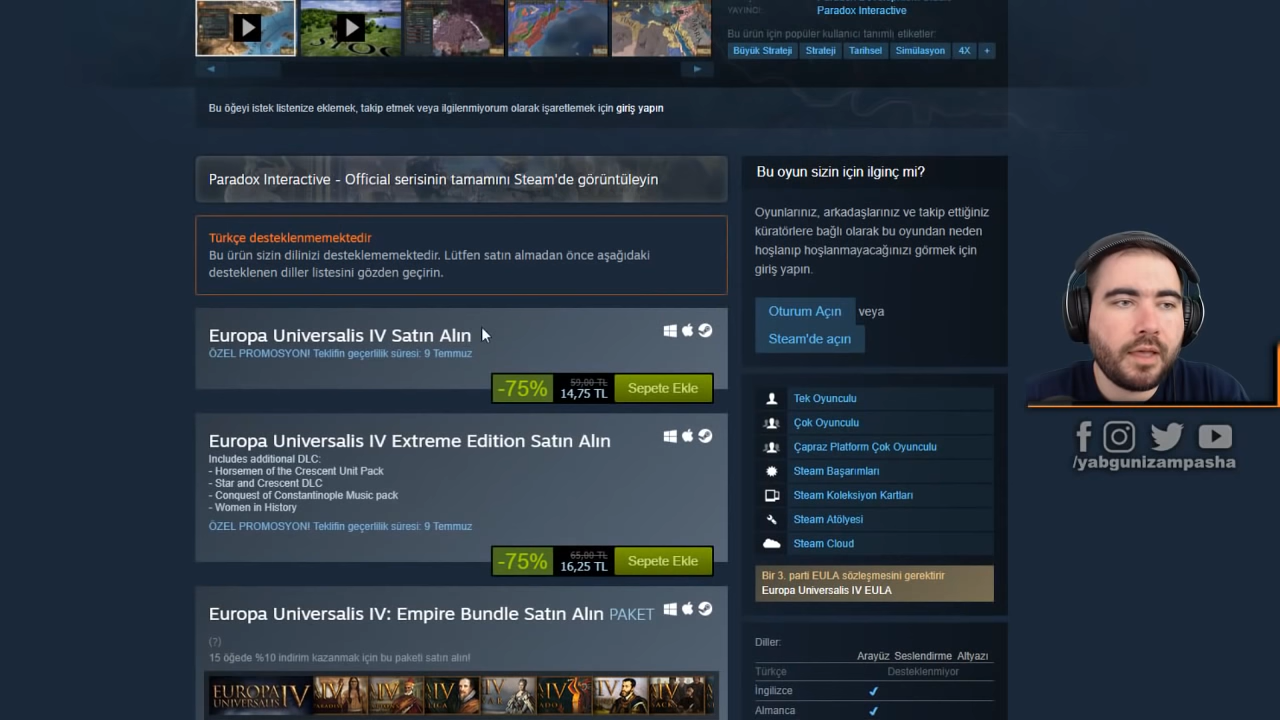 YAYINCI:
Paradox Interactive
Bu ürün için popüler kullanıcı tanımlı etiketler:
Büyük Strateji
Strateji
Tarihsel
Simülasyon
4X
+
Bu öğeyi istek listenize eklemek, takip etmek veya ilgilenmiyorum olarak işaretlemek için giriş yapın
Paradox Interactive - Official serisinin tamamını Steam'de görüntüleyin
Türkçe desteklenmemektedir
Bu ürün sizin dilinizi desteklememektedir. Lütfen satın almadan önce aşağıdaki
desteklenen diller listesini gözden geçirin.
Europa Universalis IV Satın Alın
ÖZEL PROMOSYON! Teklifin geçerlilik süresi: 9 Temmuz
-75%
59,00 TL
14,75 TL
Sepete Ekle
Europa Universalis IV Extreme Edition Satın Alın
Includes additional DLC:
- Horsemen of the Crescent Unit Pack
- Star and Crescent DLC
- Conquest of Constantinople Music pack
- Women in History
ÖZEL PROMOSYON! Teklifin geçerlilik süresi: 9 Temmuz
-75%
65,00 TL
16,25 TL
Sepete Ekle
Europa Universalis IV: Empire Bundle Satın Alın PAKET
(?)
15 öğede %10 indirim kazanmak için bu paketi satın alın!
EUROPA
UNIVERSALIS IV
Bu oyun sizin için ilginç mi?
Oyunlarınız, arkadaşlarınız ve takip ettiğiniz
küratörlere bağlı olarak bu oyundan neden
hoşlanıp hoşlanmayacağınızı görmek için
giriş yapın.
Oturum Açın veya
Steam'de açın
Tek Oyunculu
Çok Oyunculu
Çapraz Platform Çok Oyunculu
Steam Başarımları
Steam Koleksiyon Kartları
Steam Atölyesi
Steam Cloud
Bir 3. parti EULA sözleşmesini gerektirir
Europa Universalis IV EULA
Diller:
Arayüz Seslendirme Altyazı
Türkçe Desteklenmiyor
İngilizce ✔
Almanca ✔
/yabgunizampasha